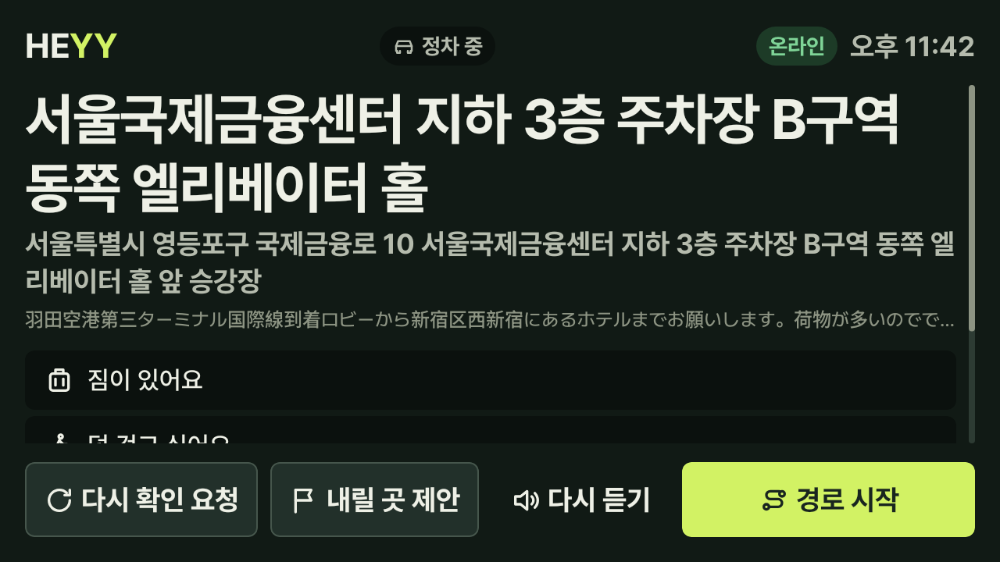 HEYY
정차 중
온라인
오후 11:42
서울국제금융센터 지하 3층 주차장 B구역
동쪽 엘리베이터 홀
서울특별시 영등포구 국제금융로 10 서울국제금융센터 지하 3층 주차장 B구역 동쪽 엘
리베이터 홀 앞 승강장
羽田空港第三ターミナル国際線到着ロビーから新宿区西新宿にあるホテルまでお願いします。荷物が多いのでで...
짐이 있어요
다시 확인 요청
내릴 곳 제안
다시 듣기
경로 시작